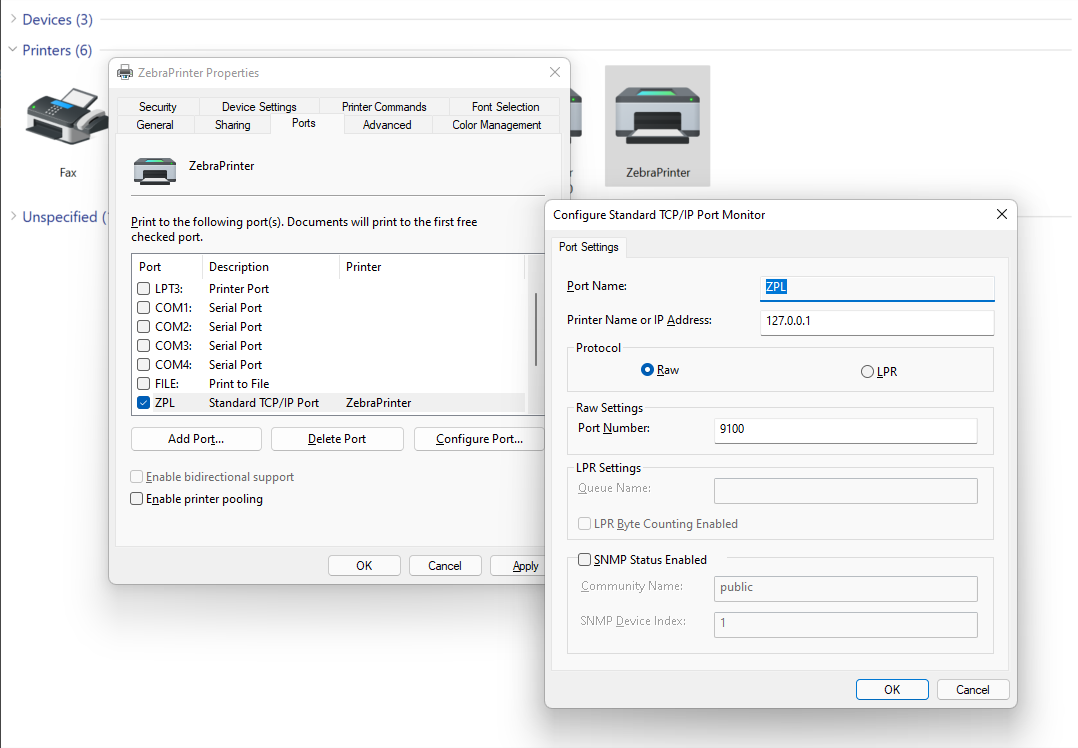 Devices (3)
Printers (6)
Fax
ZebraPrinter
Unspecified (
ZebraPrinter Properties
Security
Device Settings
Printer Commands
Font Selection
General
Sharing
Ports
Advanced
Color Management
ZebraPrinter
Print to the following port(s). Documents will print to the first free
checked port.
Port Description Printer
LPT3: Printer Port
COM1: Serial Port
COM2: Serial Port
COM3: Serial Port
COM4: Serial Port
FILE: Print to File
ZPL Standard TCP/IP Port ZebraPrinter
Add Port...
Delete Port
Configure Port...
Enable bidirectional support
Enable printer pooling
OK
Cancel
Apply
Configure Standard TCP/IP Port Monitor
Port Settings
Port Name: ZPL
Printer Name or IP Address: 127.0.0.1
Protocol
Raw
LPR
Raw Settings
Port Number: 9100
LPR Settings
Queue Name:
LPR Byte Counting Enabled
SNMP Status Enabled
Community Name: public
SNMP Device Index: 1
OK
Cancel